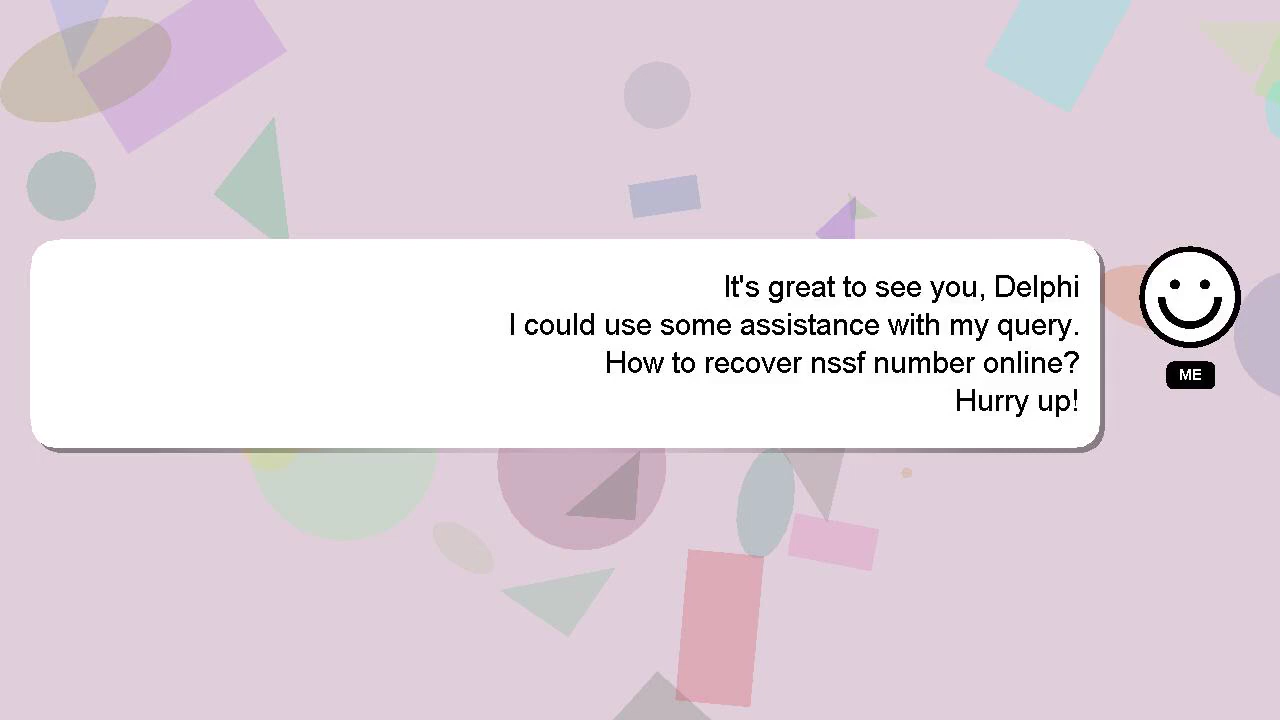 It's great to see you, Delphi
I could use some assistance with my query.
How to recover nssf number online?
Hurry up!
ME